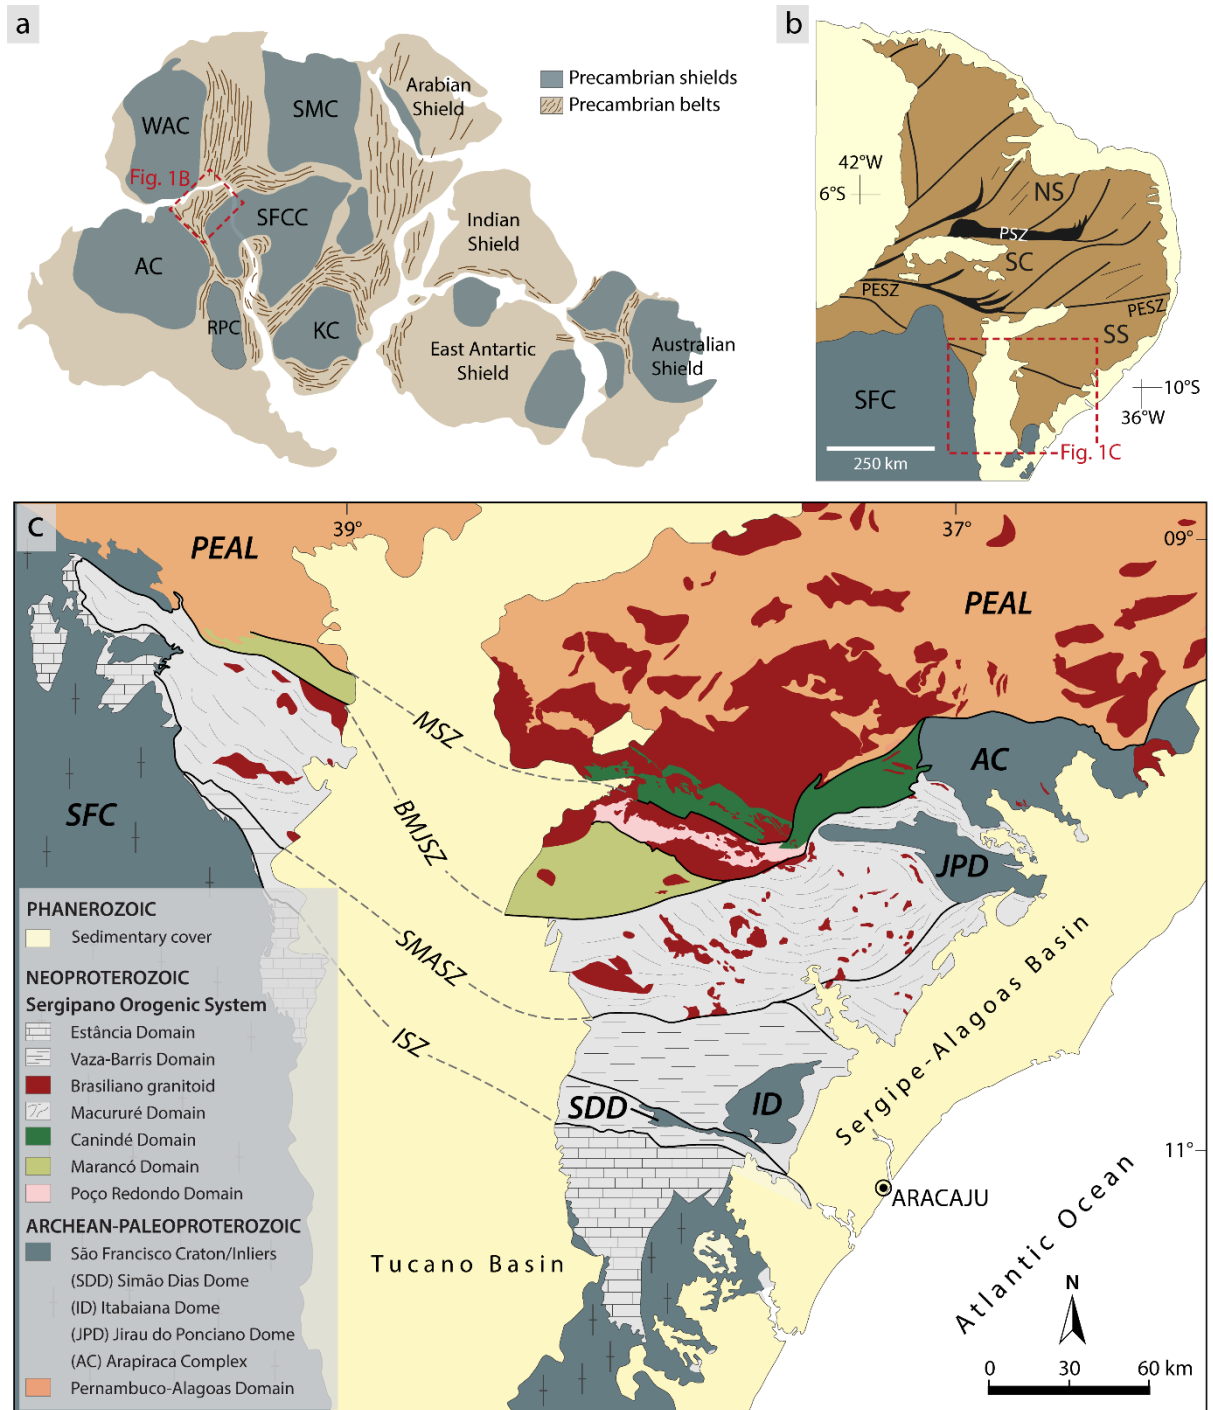 a
WAC
SMC
Arabian
Shield
Precambrian shields
Precambrian belts
Fig. 1B
SFCC
Indian
Shield
AC
RPC
KC
East Antartic
Shield
Australian
Shield
b
42°W
6°S
NS
PSZ
SC
PESZ
PESZ
SS
SFC
10°S
36°W
250 km
Fig. 1C
c
39°
37°
09°
PEAL
PEAL
MSZ
AC
SFC
BMJSZ
JPD
SMASZ
ISZ
SDD
ID
Sergipe-Alagoas Basin
11°
ARACAJU
Tucano Basin
Atlantic Ocean
N
0 30 60 km
PHANEROZOIC
Sedimentary cover
NEOPROTEROZOIC
Sergipano Orogenic System
Estância Domain
Vaza-Barris Domain
Brasiliano granitoid
Macururé Domain
Canindé Domain
Marancó Domain
Poço Redondo Domain
ARCHEAN-PALEOPROTEROZOIC
São Francisco Craton/Inliers
(SDD) Simão Dias Dome
(ID) Itabaiana Dome
(JPD) Jirau do Ponciano Dome
(AC) Arapiraca Complex
Pernambuco-Alagoas Domain